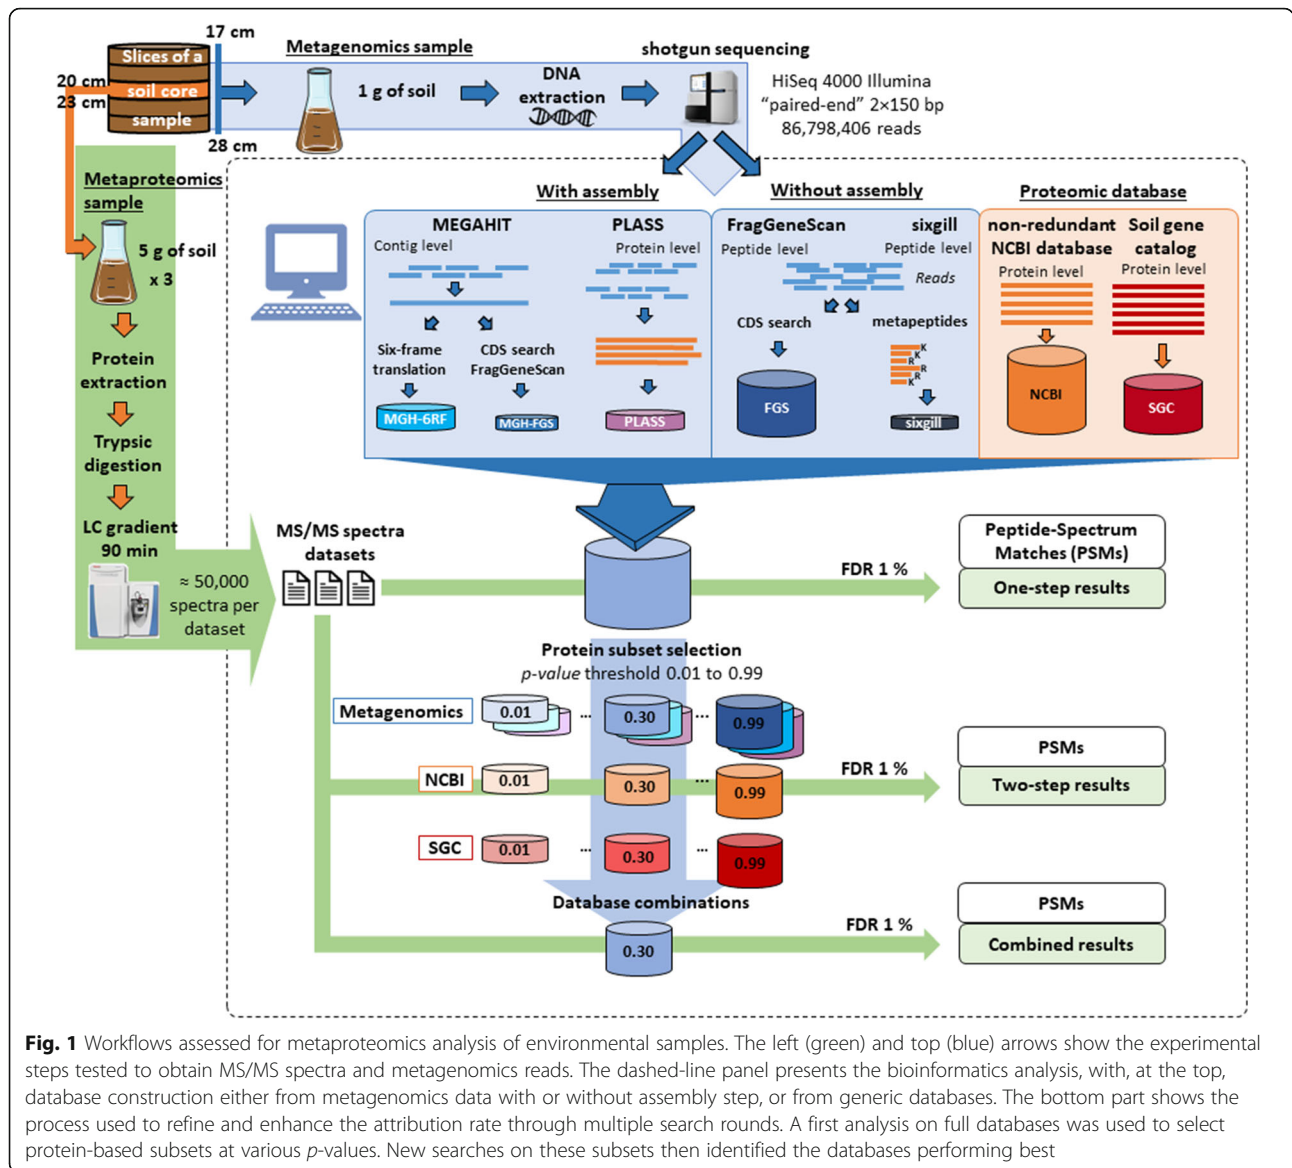 17 cm
Slices of a
soil core
sample
20 cm
23 cm
28 cm
Metagenomics sample
1 g of soil
DNA
extraction
shotgun sequencing
HiSeq 4000 Illumina
“paired-end” 2×150 bp
86,798,406 reads
Metaproteomics
sample
5 g of soil
x 3
Protein
extraction
Trypsic
digestion
LC gradient
90 min
≈ 50,000
spectra per
dataset
With assembly
Without assembly
Proteomic database
MEGAHIT
Contig level
Six-frame
translation
CDS search
FragGeneScan
MGH-6RF
MGH-FGS
PLASS
Protein level
PLASS
FragGeneScan
Peptide level
sixgill
Peptide level
Reads
CDS search
metapeptides
K
K
R
R
K
R
K
FGS
sixgill
non-redundant
NCBI database
Protein level
NCBI
Soil gene
catalog
Protein level
SGC
MS/MS spectra
datasets
FDR 1 %
Peptide-Spectrum
Matches (PSMs)
One-step results
Protein subset selection
p-value threshold 0.01 to 0.99
Metagenomics
0.01
...
0.30
...
0.99
NCBI
0.01
0.30
...
0.99
FDR 1 %
PSMs
Two-step results
SGC
0.01
...
0.30
...
0.99
Database combinations
0.30
FDR 1 %
PSMs
Combined results
Fig. 1 Workflows assessed for metaproteomics analysis of environmental samples. The left (green) and top (blue) arrows show the experimental
steps tested to obtain MS/MS spectra and metagenomics reads. The dashed-line panel presents the bioinformatics analysis, with, at the top,
database construction either from metagenomics data with or without assembly step, or from generic databases. The bottom part shows the
process used to refine and enhance the attribution rate through multiple search rounds. A first analysis on full databases was used to select
protein-based subsets at various p-values. New searches on these subsets then identified the databases performing best